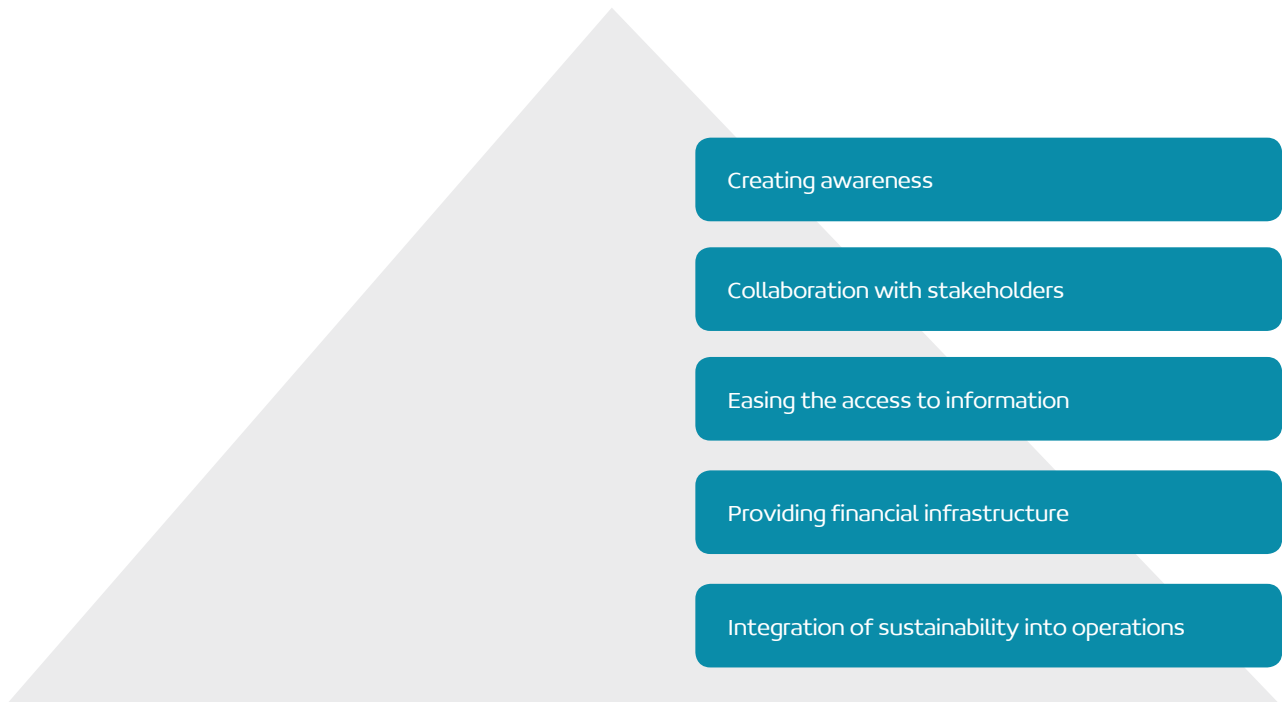 Creating awareness
Collaboration with stakeholders
Easing the access to information
Providing financial infrastructure
Integration of sustainability into operations